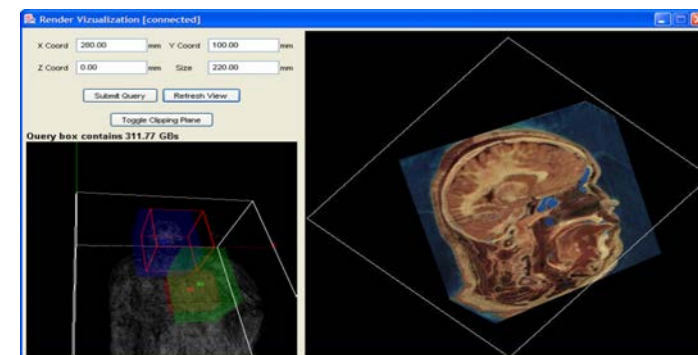 Render Vizualization [connected]
X Coord 280.00 mm Y Coord 100.00 mm
Z Coord 0.00 mm Size 220.00 mm
Submit Query Refresh View
Toggle Clipping Plane
Query box contains 311.77 GBs